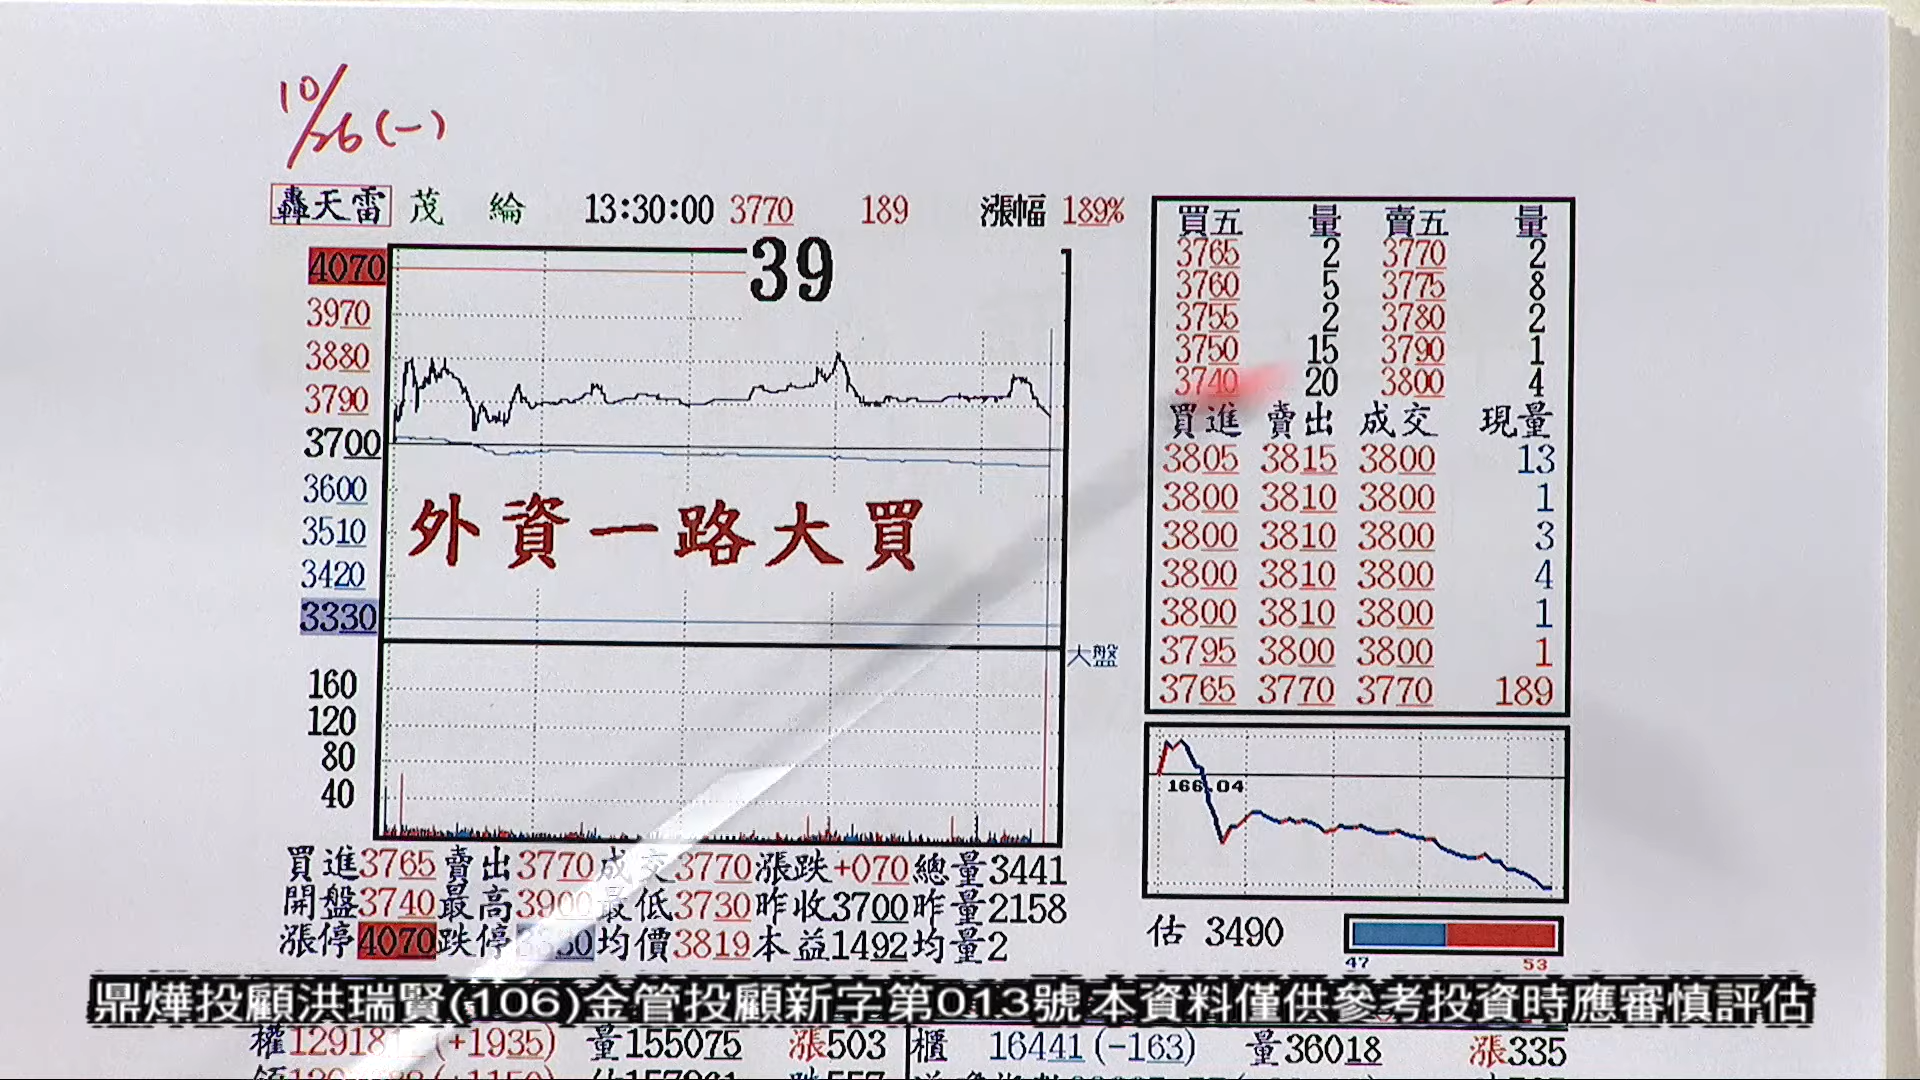 10/26(一)
轟天雷 茂 綸 13:30:00 3770 189 漲幅 189%
39
4070
3970
3880
3790
3700
3600
3510
3420
3330
外資一路大買
大盤
160
120
80
40
買五 量 賣五 量
3765 2 3770 2
3760 5 3775 8
3755 2 3780 2
3750 15 3790 1
3740 20 3800 4
買進 賣出 成交 現量
3805 3815 3800 13
3800 3810 3800 1
3800 3810 3800 3
3800 3810 3800 4
3800 3810 3800 1
3795 3800 3800 1
3765 3770 3770 189
166.04
估 3490
47 53
買進3765 賣出3770 成交3770 漲跌+070 總量3441
開盤3740 最高3900 最低3730 昨收3700 昨量2158
漲停4070 跌停3330 均價3819 本益1492 均量2
鼎燁投顧洪瑞賢(106)金管投顧新字第013號 本資料僅供參考投資時應審慎評估
權 (+1935) 量155075 漲503 櫃 16441(-163) 量36018 漲335